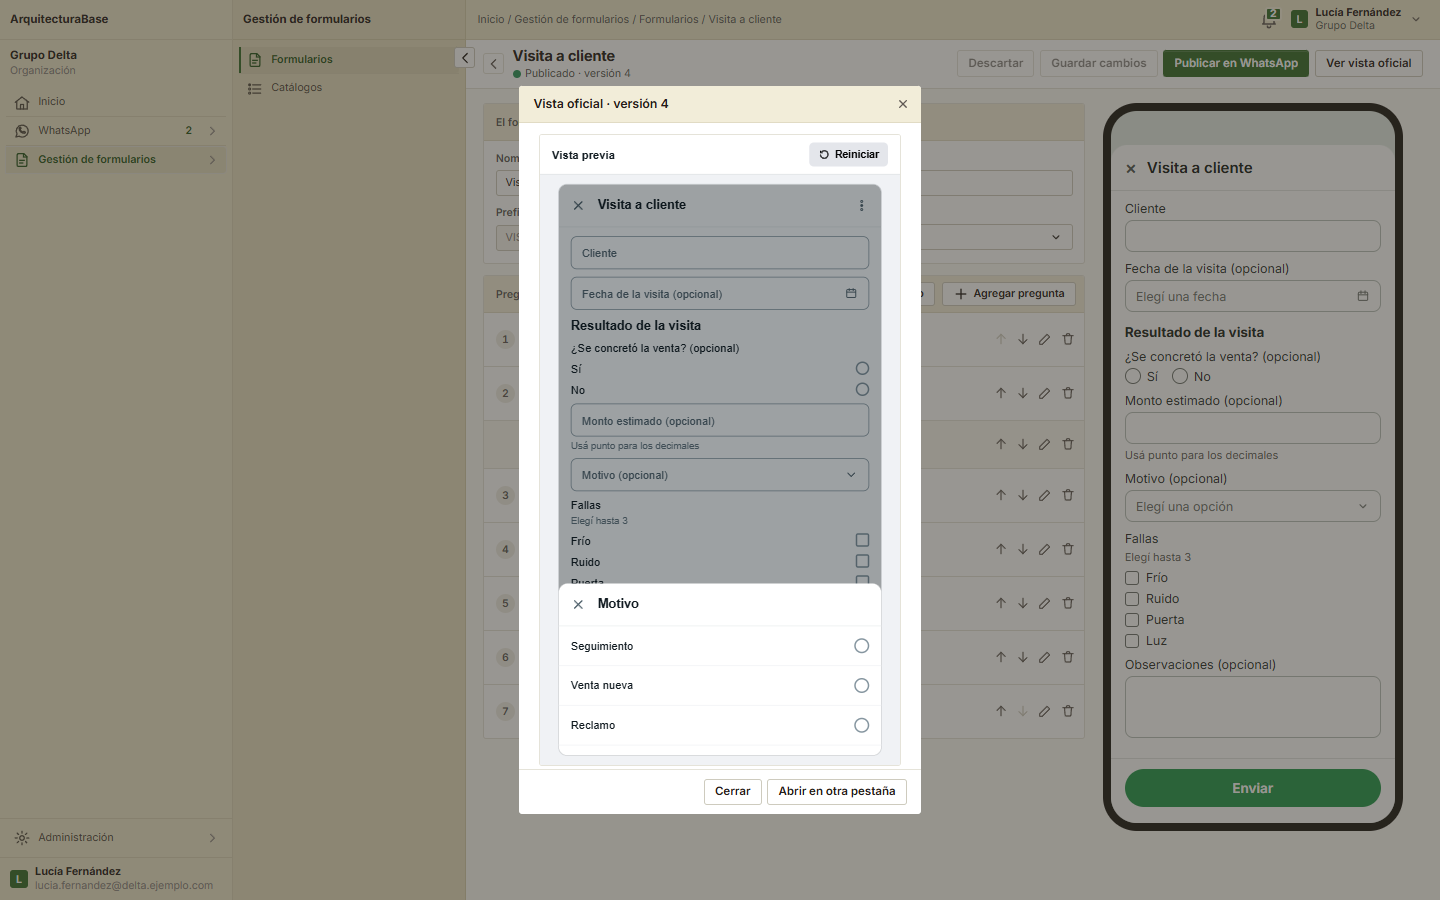 ArquitecturaBase
Gestión de formularios
Inicio / Gestión de formularios / Formularios / Visita a cliente
2
L
Lucía Fernández
Grupo Delta
Grupo Delta
Organización
Inicio
WhatsApp
2
Gestión de formularios
Formularios
Catálogos
Visita a cliente
Publicado · versión 4
Descartar
Guardar cambios
Publicar en WhatsApp
Ver vista oficial
Agregar pregunta
1
2
3
4
5
6
7
Vista oficial · versión 4
Vista previa
Reiniciar
Visita a cliente
Cliente
Fecha de la visita (opcional)
Resultado de la visita
¿Se concretó la venta? (opcional)
Sí
No
Monto estimado (opcional)
Usá punto para los decimales
Motivo (opcional)
Fallas
Elegí hasta 3
Frío
Ruido
Puerta
Motivo
Seguimiento
Venta nueva
Reclamo
Cerrar
Abrir en otra pestaña
Visita a cliente
Cliente
Fecha de la visita (opcional)
Elegí una fecha
Resultado de la visita
¿Se concretó la venta? (opcional)
Sí
No
Monto estimado (opcional)
Usá punto para los decimales
Motivo (opcional)
Elegí una opción
Fallas
Elegí hasta 3
Frío
Ruido
Puerta
Luz
Observaciones (opcional)
Enviar
Administración
L
Lucía Fernández
lucia.fernandez@delta.ejemplo.com